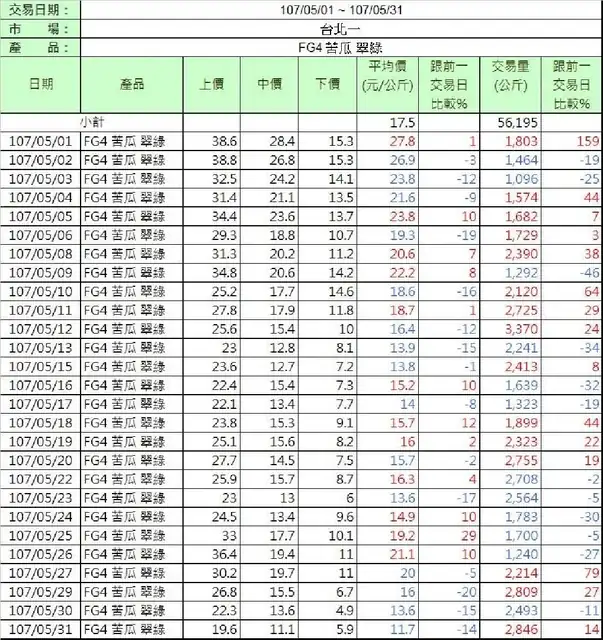 交易日期： 107/05/01 ~ 107/05/31
市 場： 台北一
產 品： FG4 苦瓜 翠綠
日期 產品 上價 中價 下價 平均價 (元/公斤) 跟前一交易日比較% 交易量 (公斤) 跟前一交易日比較%
小計 17.5 56,195
107/05/01 FG4 苦瓜 翠綠 38.6 28.4 15.3 27.8 1 1,803 159
107/05/02 FG4 苦瓜 翠綠 38.8 26.8 15.3 26.9 -3 1,464 -19
107/05/03 FG4 苦瓜 翠綠 32.5 24.2 14.1 23.8 -12 1,096 -25
107/05/04 FG4 苦瓜 翠綠 31.4 21.1 13.5 21.6 -9 1,574 44
107/05/05 FG4 苦瓜 翠綠 34.4 23.6 13.7 23.8 10 1,682 7
107/05/06 FG4 苦瓜 翠綠 29.3 18.8 10.7 19.3 -19 1,729 3
107/05/08 FG4 苦瓜 翠綠 31.3 20.2 11.2 20.6 7 2,390 38
107/05/09 FG4 苦瓜 翠綠 34.8 20.6 14.2 22.2 8 1,292 -46
107/05/10 FG4 苦瓜 翠綠 25.2 17.7 14.6 18.6 -16 2,120 64
107/05/11 FG4 苦瓜 翠綠 27.8 17.9 11.8 18.7 1 2,725 29
107/05/12 FG4 苦瓜 翠綠 25.6 15.4 10 16.4 -12 3,370 24
107/05/13 FG4 苦瓜 翠綠 23 12.8 8.1 13.9 -15 2,241 -34
107/05/15 FG4 苦瓜 翠綠 23.6 12.7 7.2 13.8 -1 2,413 8
107/05/16 FG4 苦瓜 翠綠 22.4 15.4 7.3 15.2 10 1,639 -32
107/05/17 FG4 苦瓜 翠綠 22.1 13.4 7.7 14 -8 1,323 -19
107/05/18 FG4 苦瓜 翠綠 23.8 15.3 9.1 15.7 12 1,899 44
107/05/19 FG4 苦瓜 翠綠 25.1 15.6 8.2 16 2 2,323 22
107/05/20 FG4 苦瓜 翠綠 27.7 14.5 7.5 15.7 -2 2,755 19
107/05/22 FG4 苦瓜 翠綠 25.9 15.7 8.7 16.3 4 2,708 -2
107/05/23 FG4 苦瓜 翠綠 23 13 6 13.6 -17 2,564 -5
107/05/24 FG4 苦瓜 翠綠 24.5 13.4 9.6 14.9 10 1,783 -30
107/05/25 FG4 苦瓜 翠綠 33 17.7 10.1 19.2 29 1,700 -5
107/05/26 FG4 苦瓜 翠綠 36.4 19.4 11 21.1 10 1,240 -27
107/05/27 FG4 苦瓜 翠綠 30.2 19.7 11 20 -5 2,214 79
107/05/29 FG4 苦瓜 翠綠 26.8 15.5 6.7 16 -20 2,809 27
107/05/30 FG4 苦瓜 翠綠 22.3 13.6 4.9 13.6 -15 2,493 -11
107/05/31 FG4 苦瓜 翠綠 19.6 11.1 5.9 11.7 -14 2,846 14